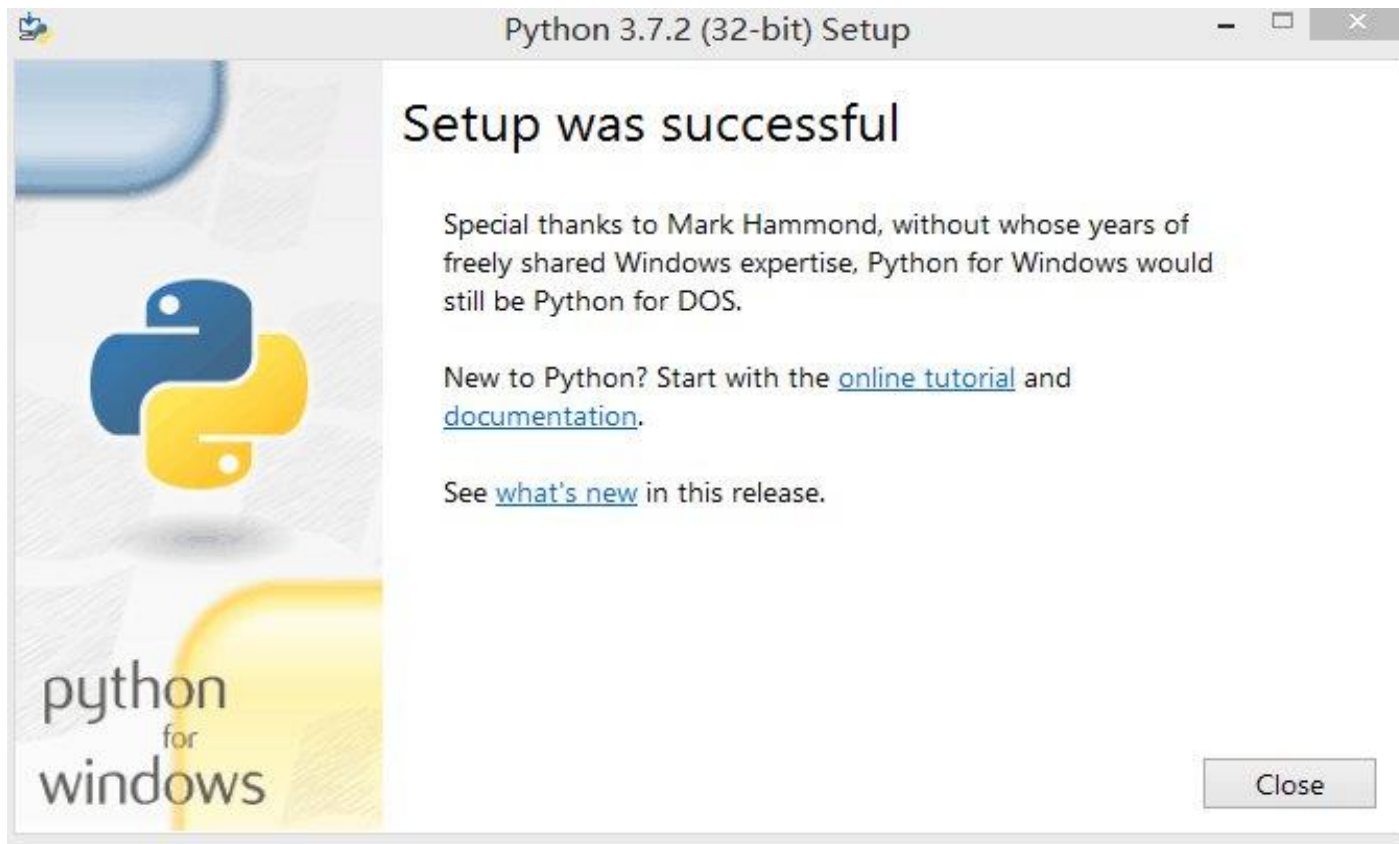 Python 3.7.2 (32-bit) Setup
Setup was successful
Special thanks to Mark Hammond, without whose years of
freely shared Windows expertise, Python for Windows would
still be Python for DOS.
New to Python? Start with the online tutorial and
documentation.
See what's new in this release.
python
for
windows
Close